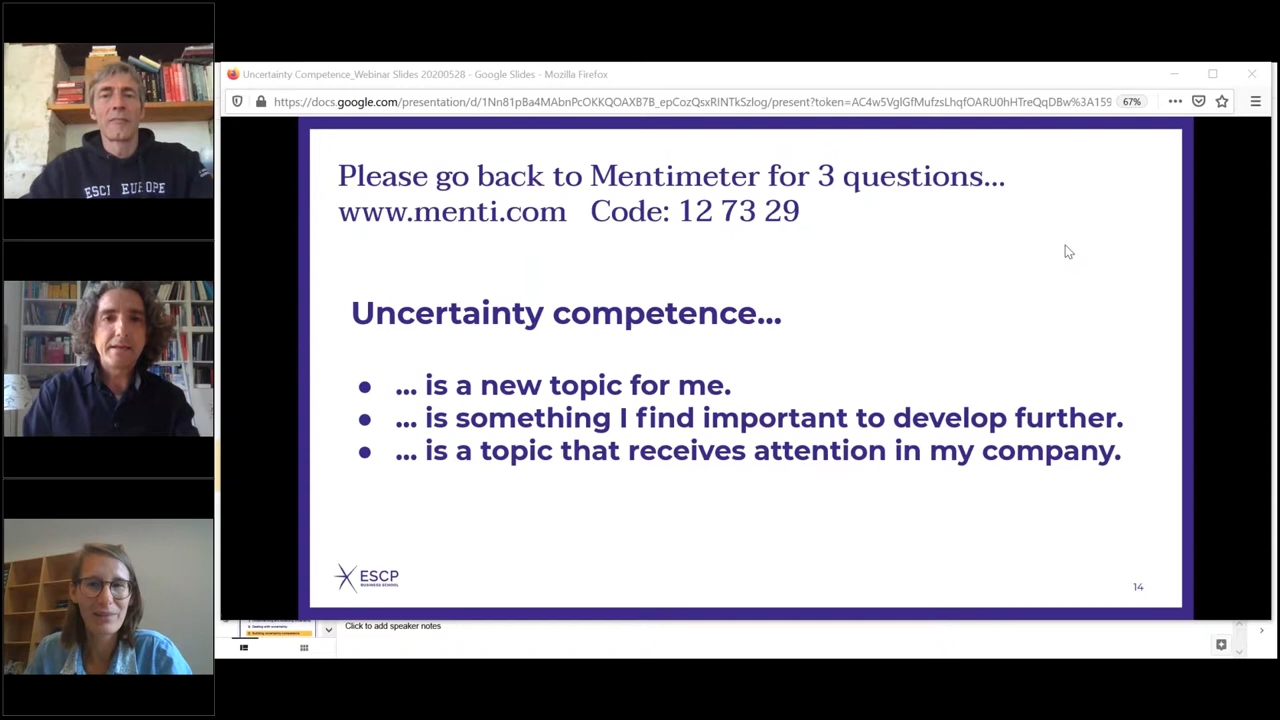 Uncertainty Competence_Webinar Slides 20200528 - Google Slides - Mozilla Firefox
https://docs.google.com/presentation/d/1Nn81pBa4MAbnPcOKKQOAXB7B_epCozQsxRINTkSzlog/present?token=AC4w5VgIGfMufzsLhqfOARU0hHTreQqDBw%3A159
67%
Please go back to Mentimeter for 3 questions...
www.menti.com Code: 12 73 29
Uncertainty competence...
● ... is a new topic for me.
● ... is something I find important to develop further.
● ... is a topic that receives attention in my company.
ESCP
BUSINESS SCHOOL
14
Click to add speaker notes
ESCP EUROPE